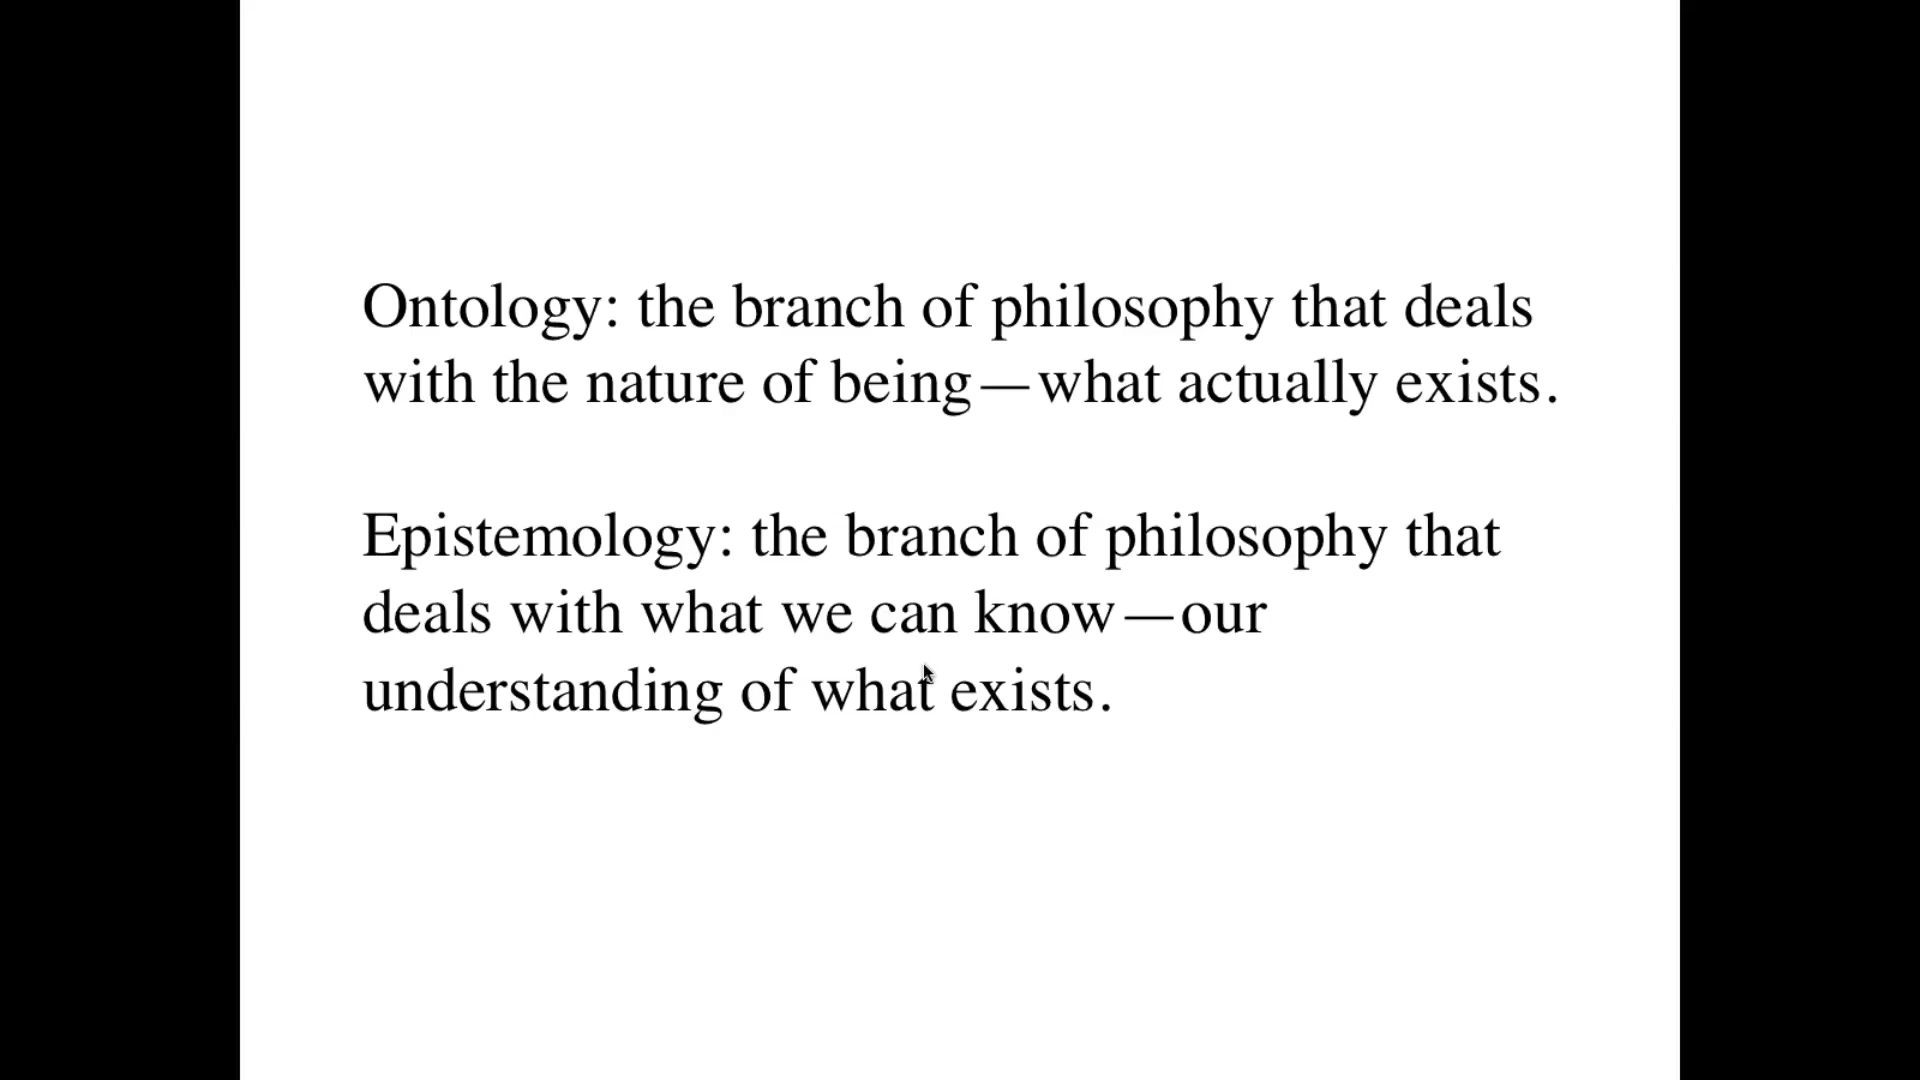 Ontology: the branch of philosophy that deals
with the nature of being—what actually exists.
Epistemology: the branch of philosophy that
deals with what we can know—our
understanding of what exists.